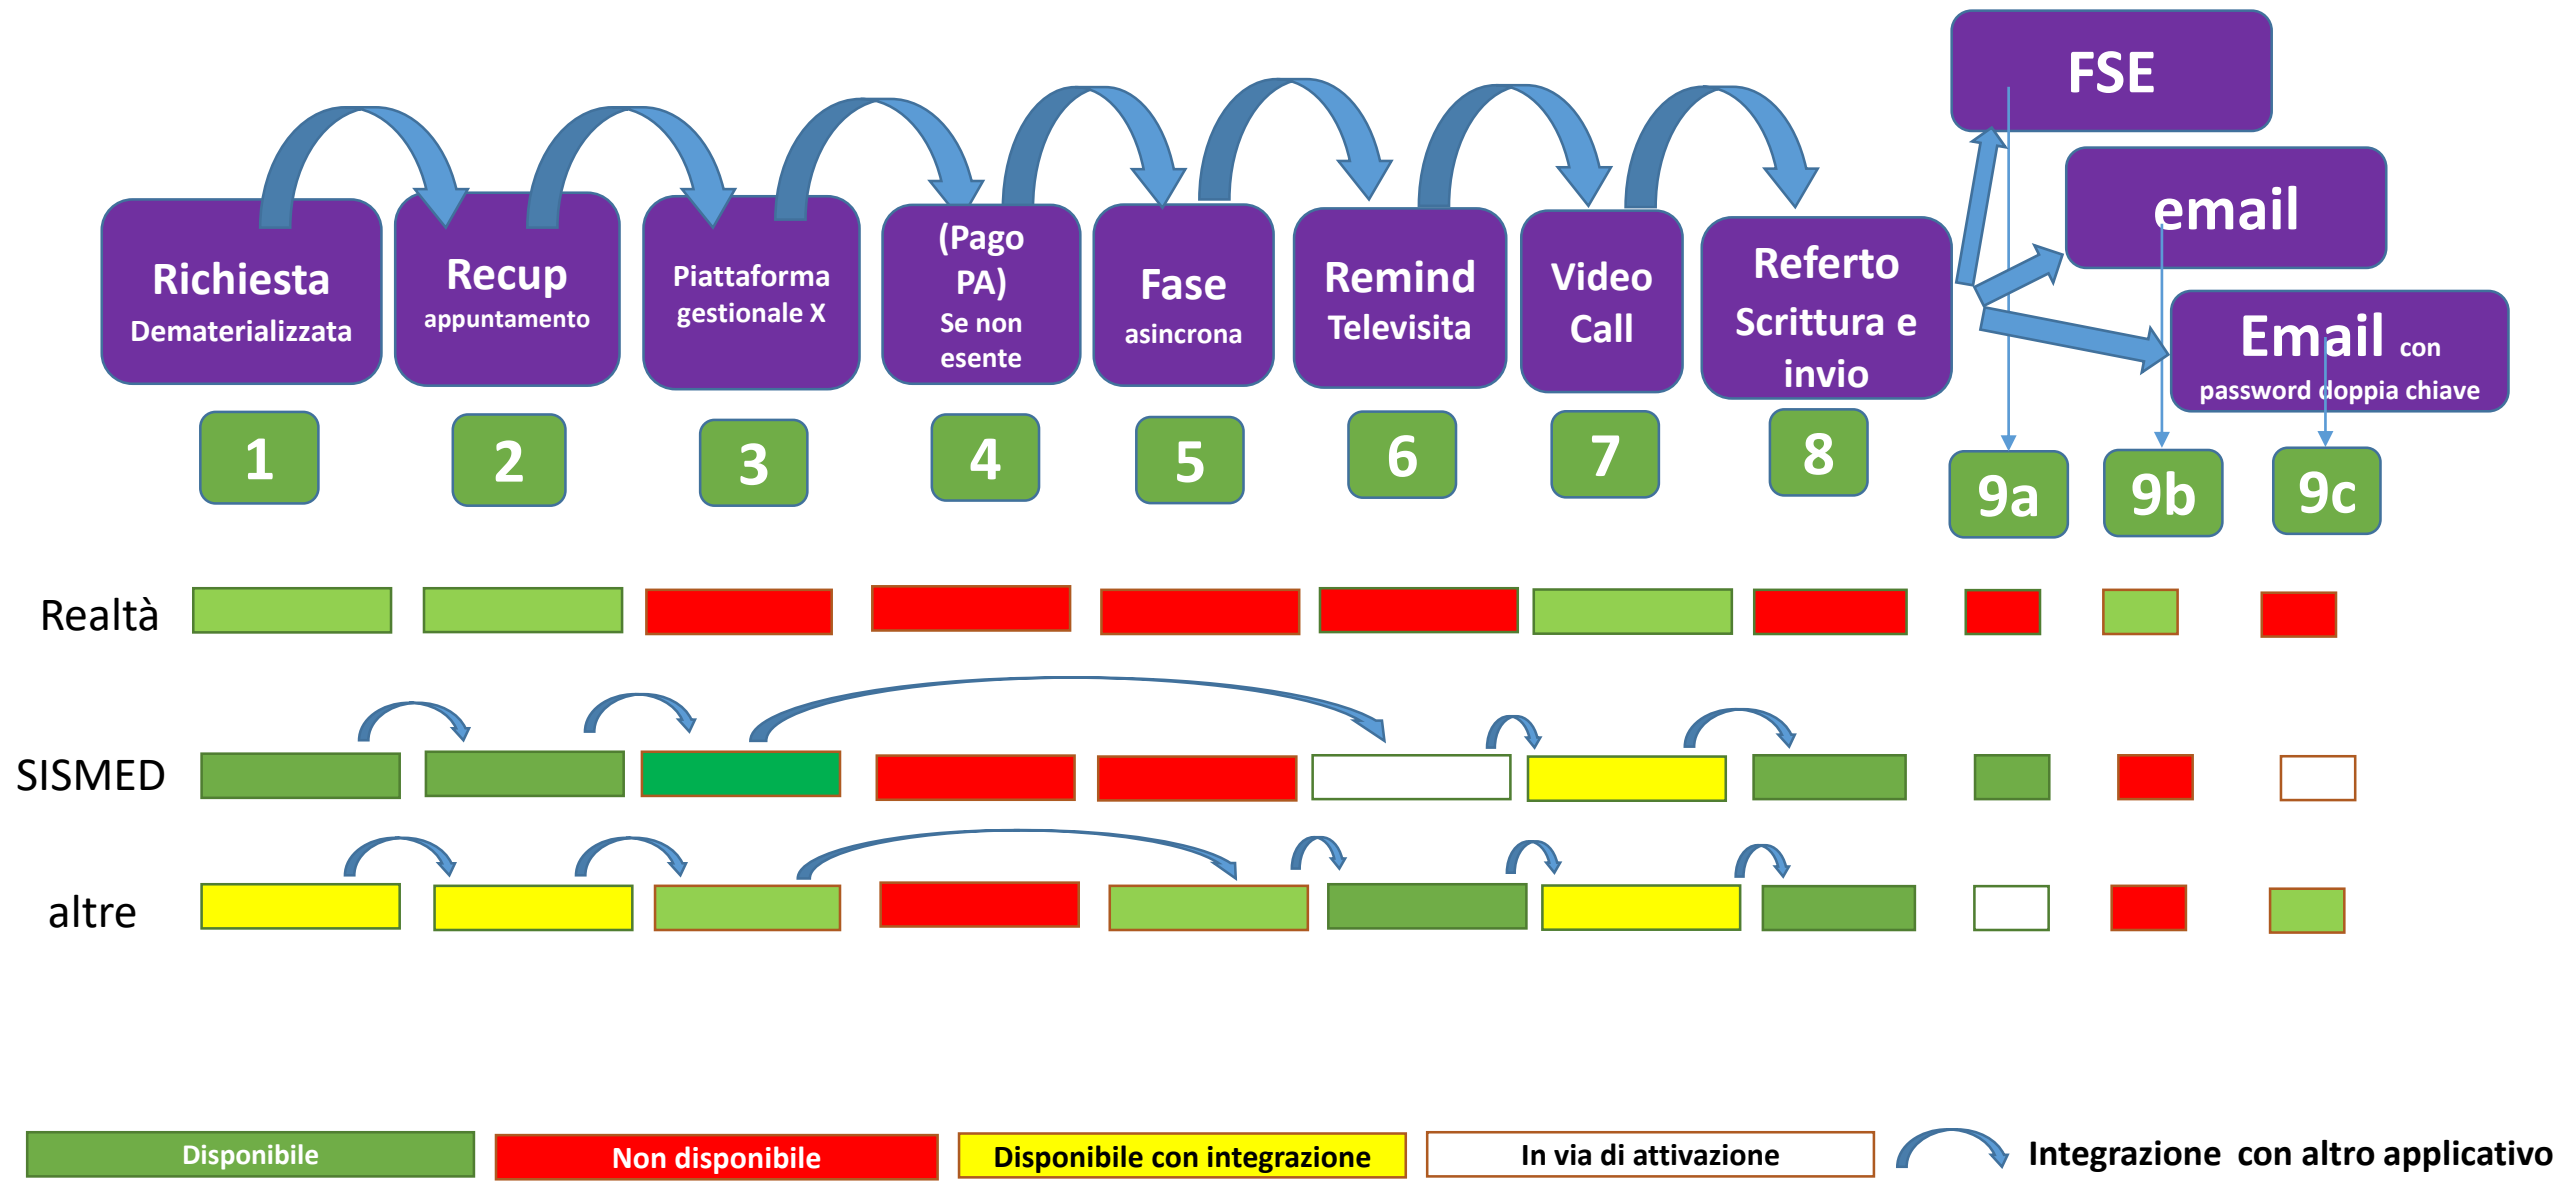 FSE
email
Email con
password doppia chiave
Richiesta
Dematerializzata
Recup
appuntamento
Piattaforma
gestionale X
(Pago
PA)
Se non
esente
Fase
asincrona
Remind
Televisita
Video
Call
Referto
Scrittura e
invio
1
2
3
4
5
6
7
8
9a
9b
9c
Realtà
SISMED
altre
Disponibile
Non disponibile
Disponibile con integrazione
In via di attivazione
Integrazione con altro applicativo